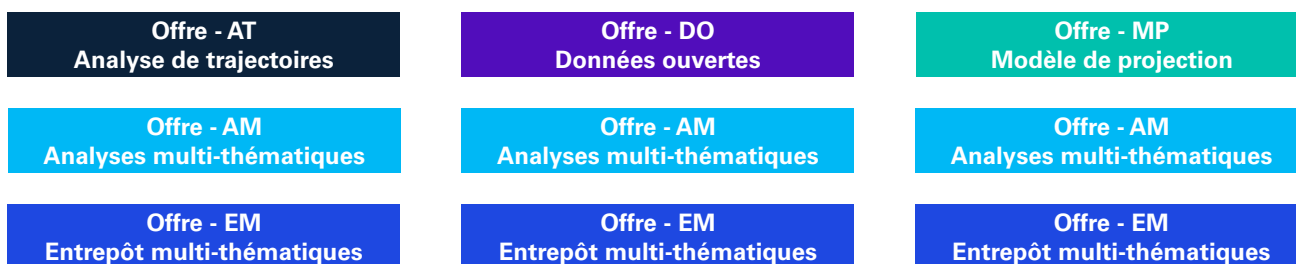 Offre - AT
Analyse de trajectoires
Offre - DO
Données ouvertes
Offre - MP
Modèle de projection
Offre - AM
Analyses multi-thématiques
Offre - AM
Analyses multi-thématiques
Offre - AM
Analyses multi-thématiques
Offre - EM
Entrepôt multi-thématiques
Offre - EM
Entrepôt multi-thématiques
Offre - EM
Entrepôt multi-thématiques